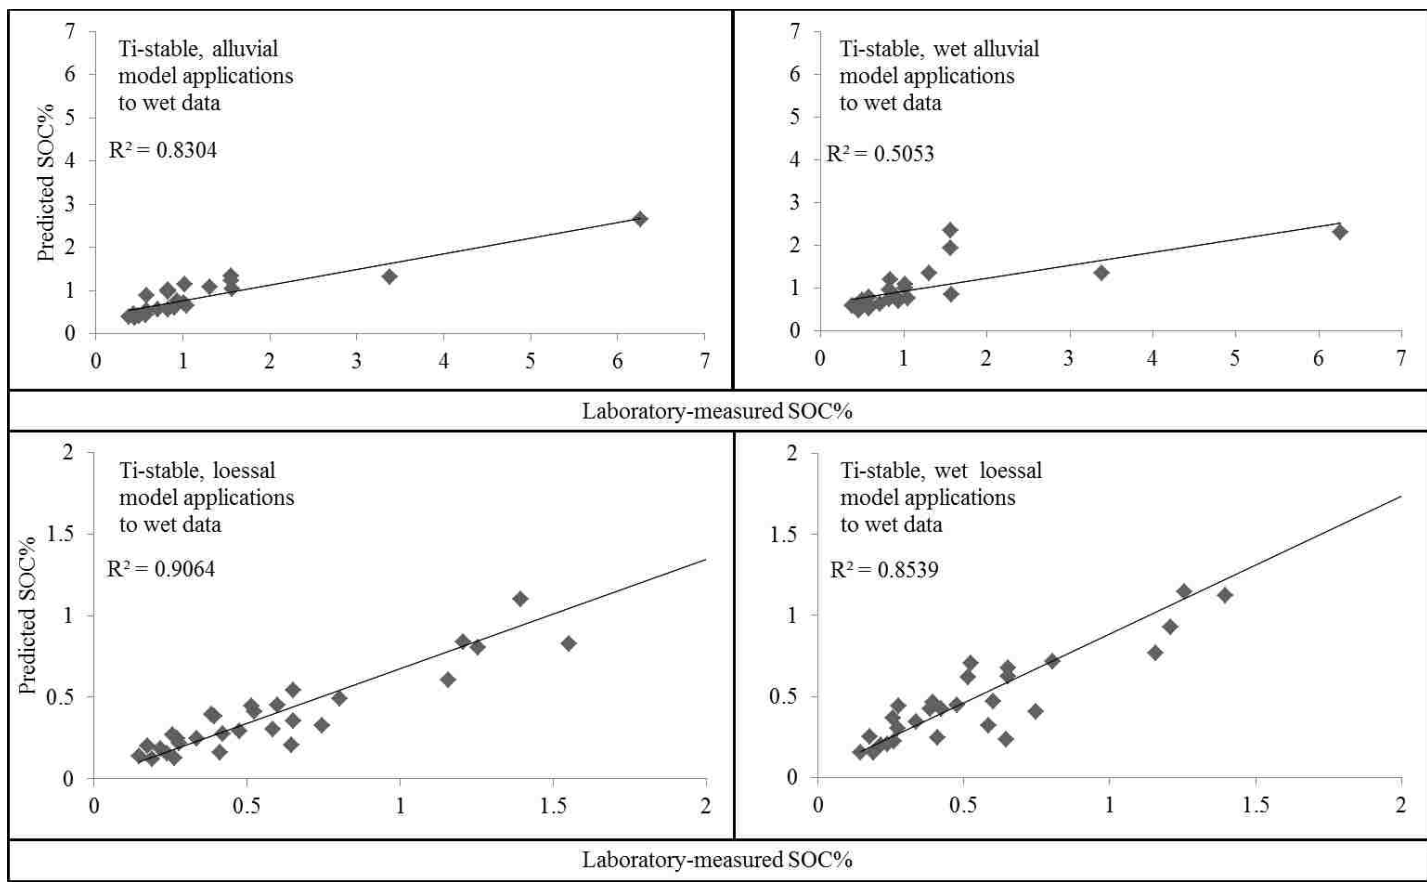 Ti-stable, alluvial
model applications
to wet data
R² = 0.8304
Predicted SOC%
7
6
5
4
3
2
1
0
0 1 2 3 4 5 6 7
Ti-stable, wet alluvial
model applications
to wet data
R² = 0.5053
7
6
5
4
3
2
1
0
0 1 2 3 4 5 6 7
Laboratory-measured SOC%
Ti-stable, loessal
model applications
to wet data
R² = 0.9064
Predicted SOC%
2
1.5
1
0.5
0
0 0.5 1 1.5 2
Ti-stable, wet loessal
model applications
to wet data
R² = 0.8539
2
1.5
1
0.5
0
0 0.5 1 1.5 2
Laboratory-measured SOC%